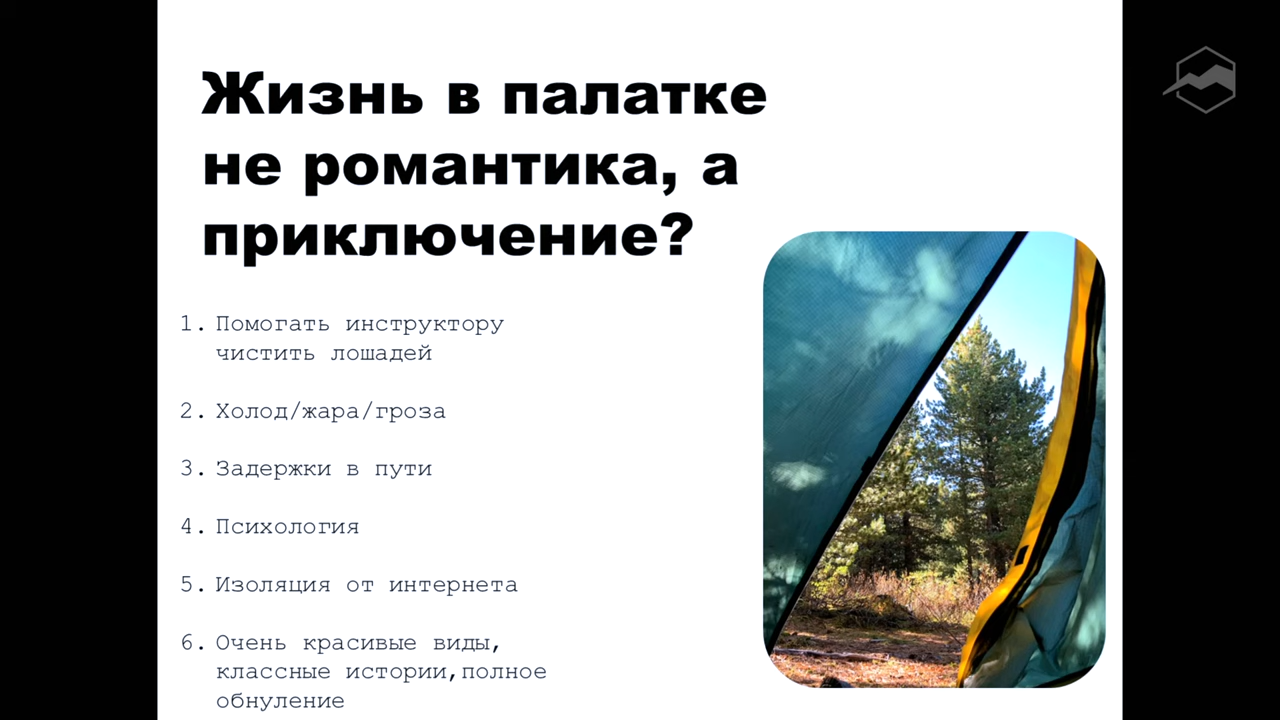 Жизнь в палатке
не романтика, а
приключение?
1. Помогать инструктору
чистить лошадей
2. Холод/жара/гроза
3. Задержки в пути
4. Психология
5. Изоляция от интернета
6. Очень красивые виды,
классные истории,полное
обнуление